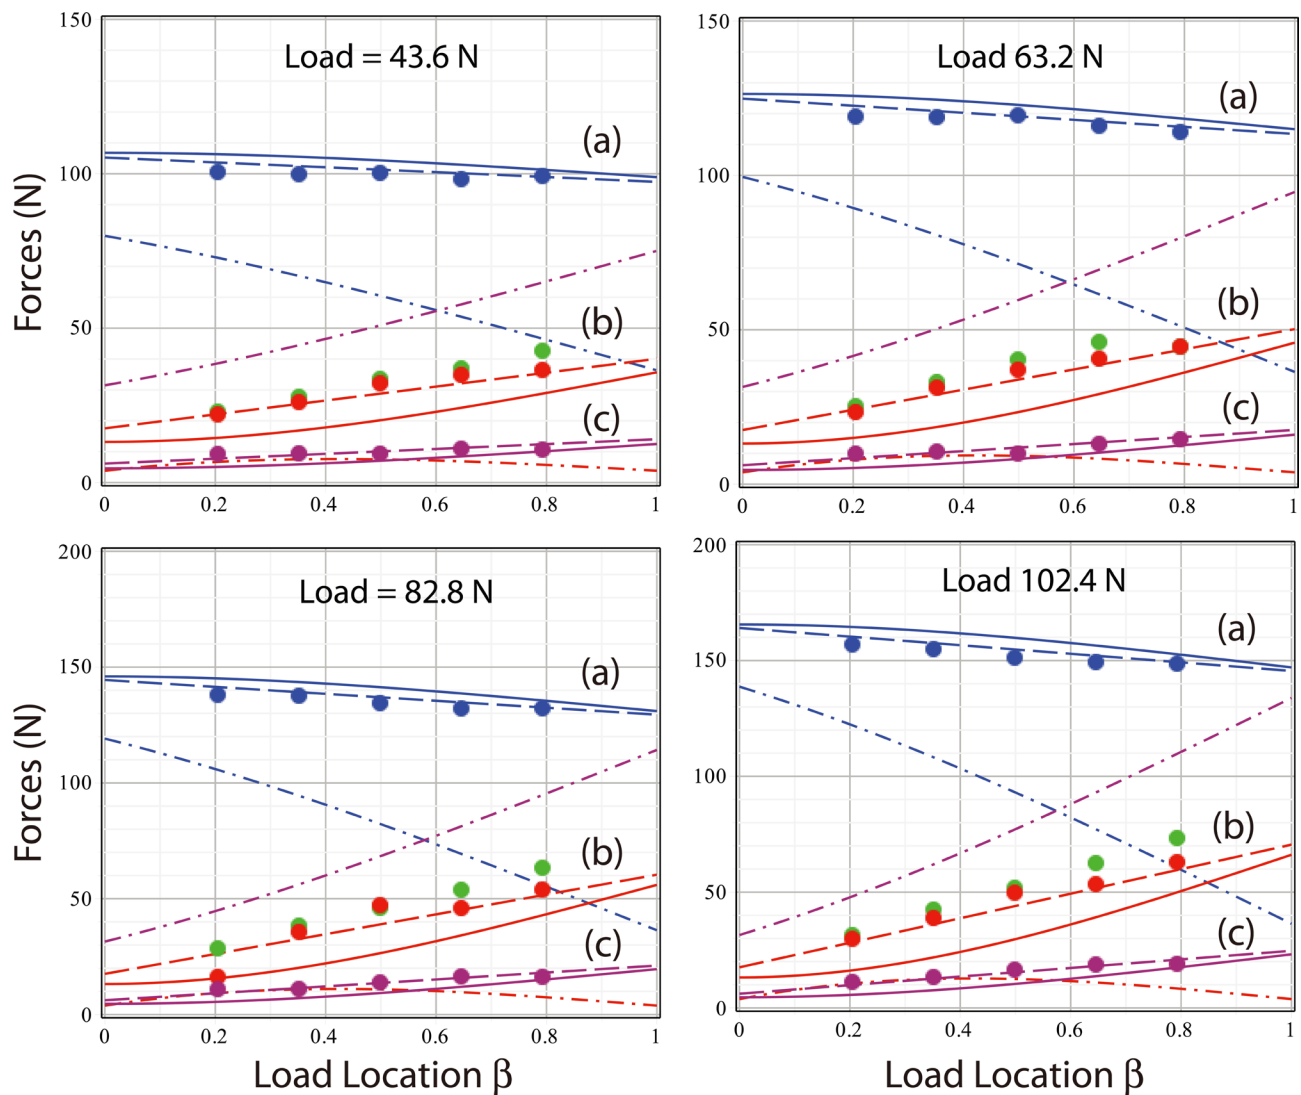 Load = 43.6 N
(a)
(b)
(c)
Forces (N)
150
100
50
0
0 0.2 0.4 0.6 0.8 1
Load 63.2 N
(a)
(b)
(c)
150
100
50
0
0 0.2 0.4 0.6 0.8 1
Load = 82.8 N
(a)
(b)
(c)
Forces (N)
200
150
100
50
0
0 0.2 0.4 0.6 0.8 1
Load Location β
Load 102.4 N
(a)
(b)
(c)
200
150
100
50
0
0 0.2 0.4 0.6 0.8 1
Load Location β